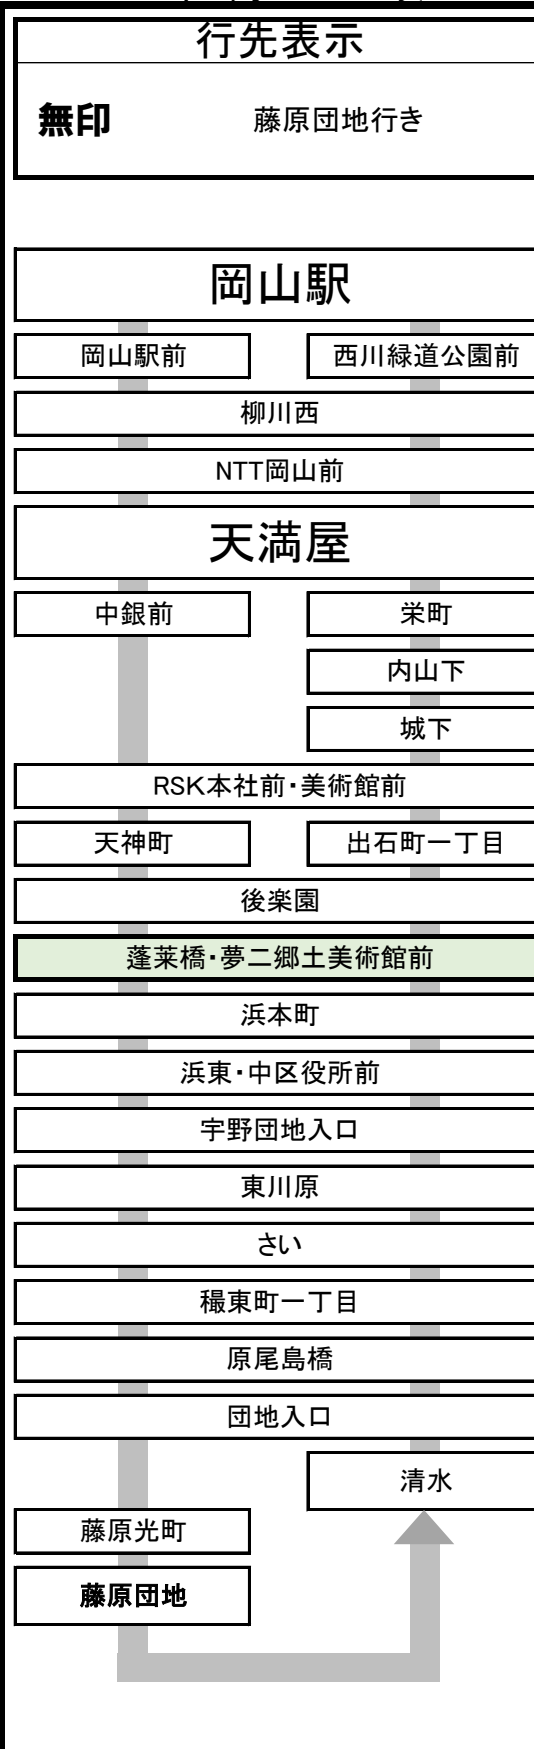 行先表示
無印 藤原団地行き
岡山駅
岡山駅前 西川緑道公園前
柳川西
NTT岡山前
天満屋
中銀前 栄町
内山下
城下
RSK本社前・美術館前
天神町 出石町一丁目
後楽園
蓬莱橋・夢二郷土美術館前
浜本町
浜東・中区役所前
宇野団地入口
東川原
さい
穝東町一丁目
原尾島橋
団地入口
清水
藤原光町
藤原団地